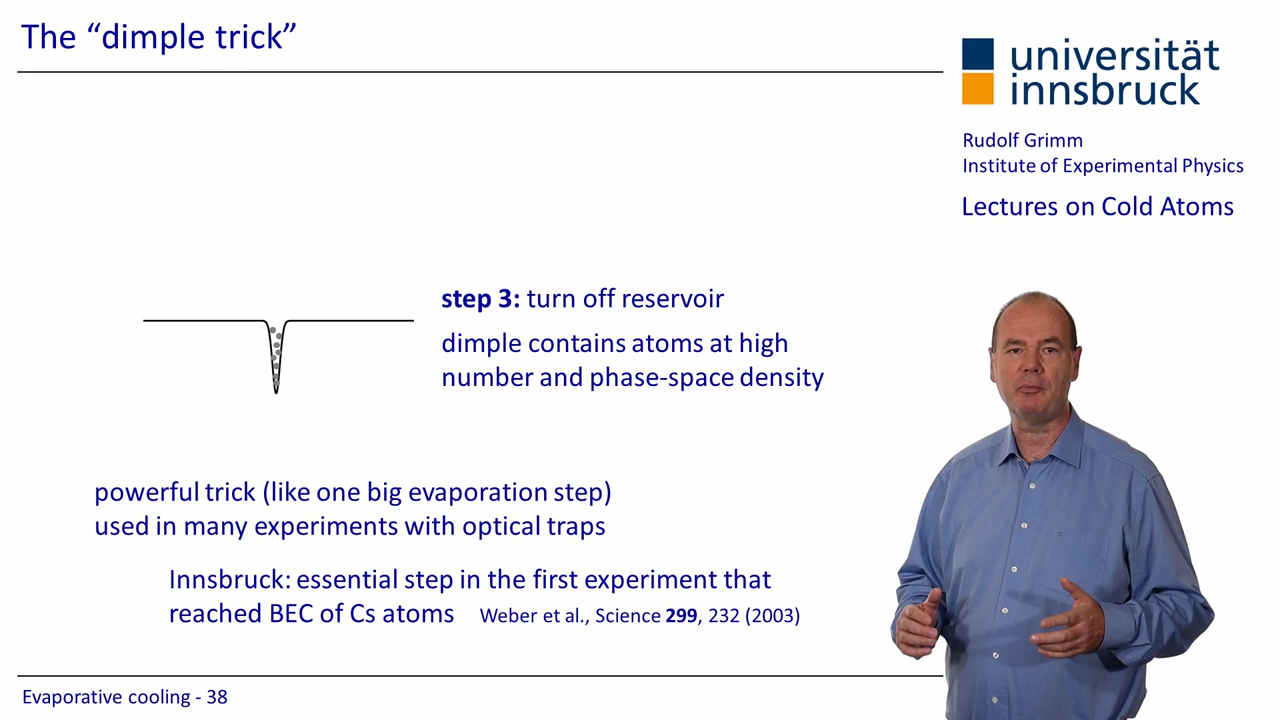 The “dimple trick”
universität
innsbruck
Rudolf Grimm
Institute of Experimental Physics
Lectures on Cold Atoms
step 3: turn off reservoir
dimple contains atoms at high
number and phase-space density
powerful trick (like one big evaporation step)
used in many experiments with optical traps
Innsbruck: essential step in the first experiment that
reached BEC of Cs atoms Weber et al., Science 299, 232 (2003)
Evaporative cooling - 38